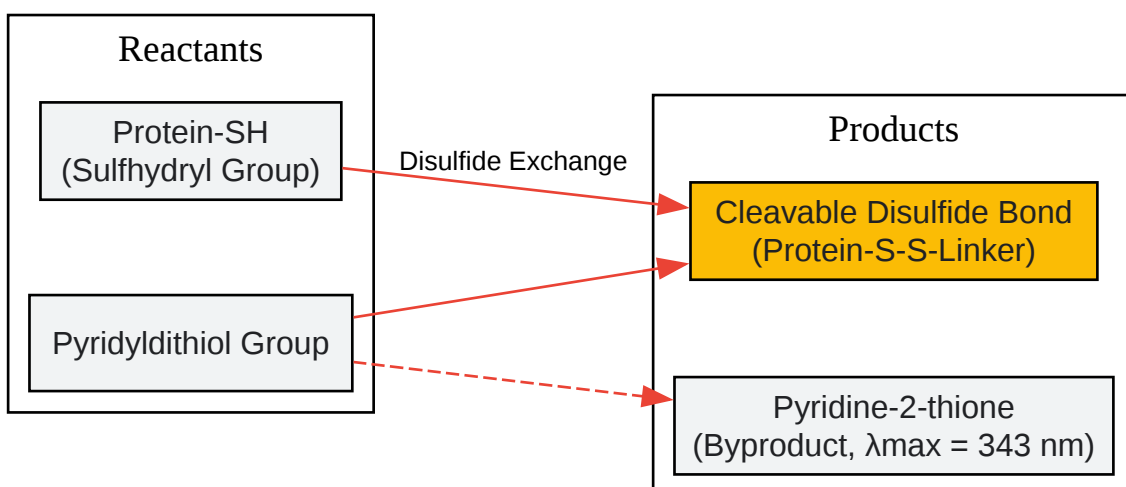 Reactants
Protein-SH
(Sulfhydryl Group)
Pyridyldithiol Group
Disulfide Exchange
Products
Cleavable Disulfide Bond
(Protein-S-S-Linker)
Pyridine-2-thione
(Byproduct, λmax = 343 nm)